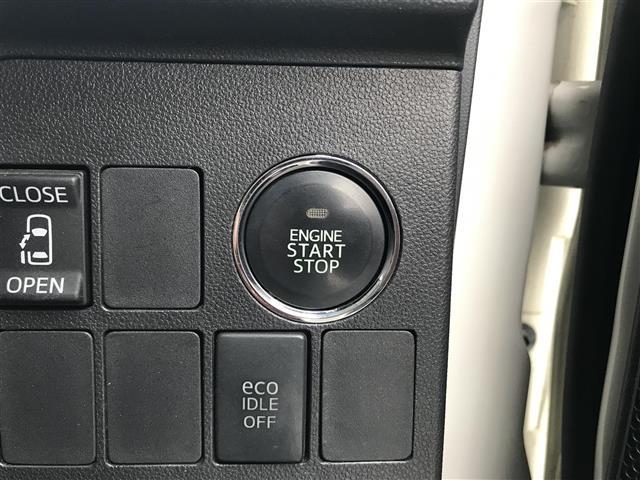 CLOSE
OPEN
ENGINE
START
STOP
eco
IDLE
OFF